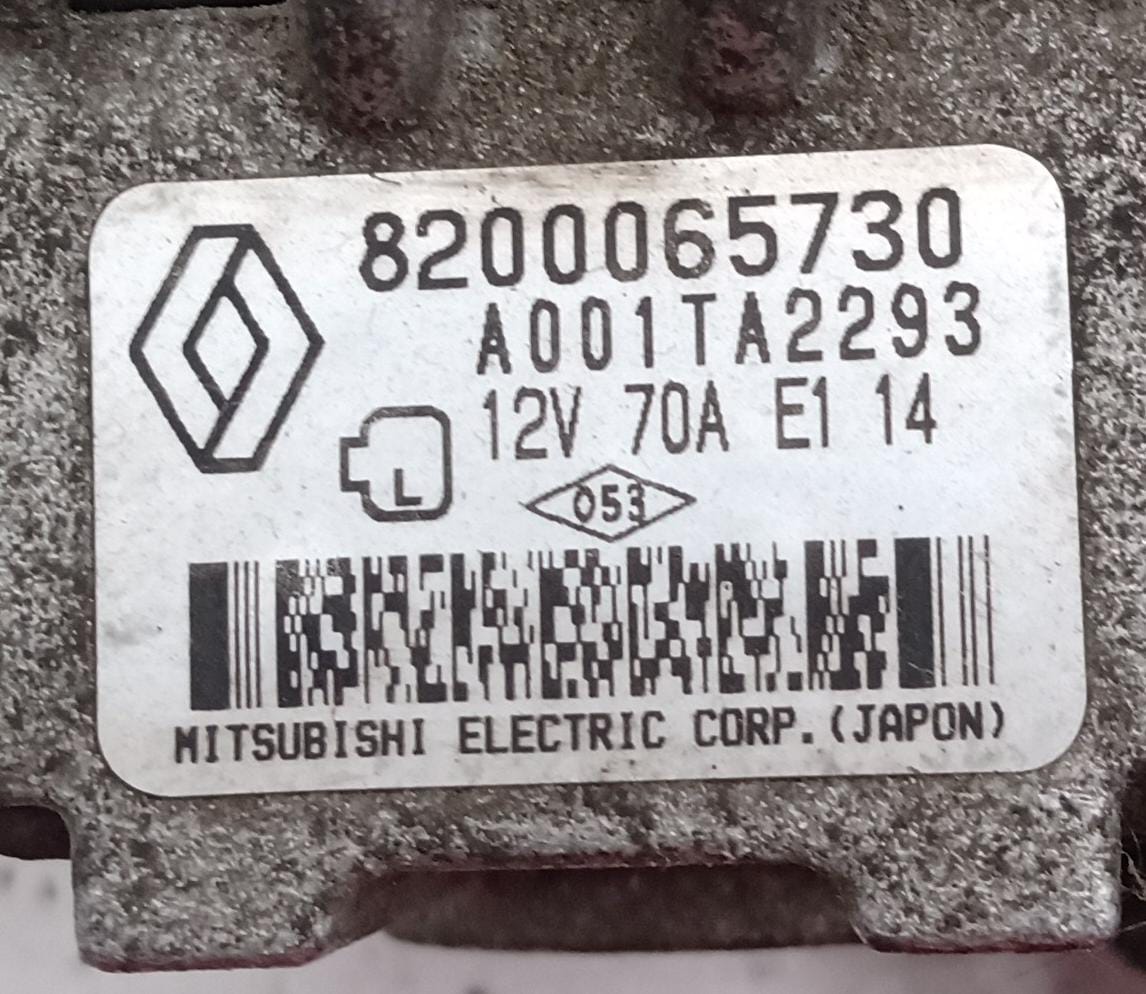 8200065730
A001TA2293
12V 70A E1 14
L
053
MITSUBISHI ELECTRIC CORP.(JAPON)